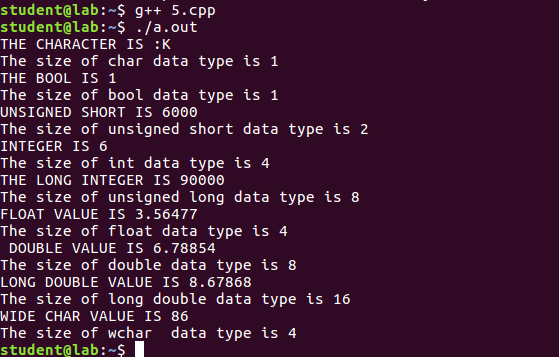 student@lab:~$ g++ 5.cpp
student@lab:~$ ./a.out
THE CHARACTER IS :K
The size of char data type is 1
THE BOOL IS 1
The size of bool data type is 1
UNSIGNED SHORT IS 6000
The size of unsigned short data type is 2
INTEGER IS 6
The size of int data type is 4
THE LONG INTEGER IS 90000
The size of unsigned long data type is 8
FLOAT VALUE IS 3.56477
The size of float data type is 4
 DOUBLE VALUE IS 6.78854
The size of double data type is 8
LONG DOUBLE VALUE IS 8.67868
The size of long double data type is 16
WIDE CHAR VALUE IS 86
The size of wchar  data type is 4
student@lab:~$